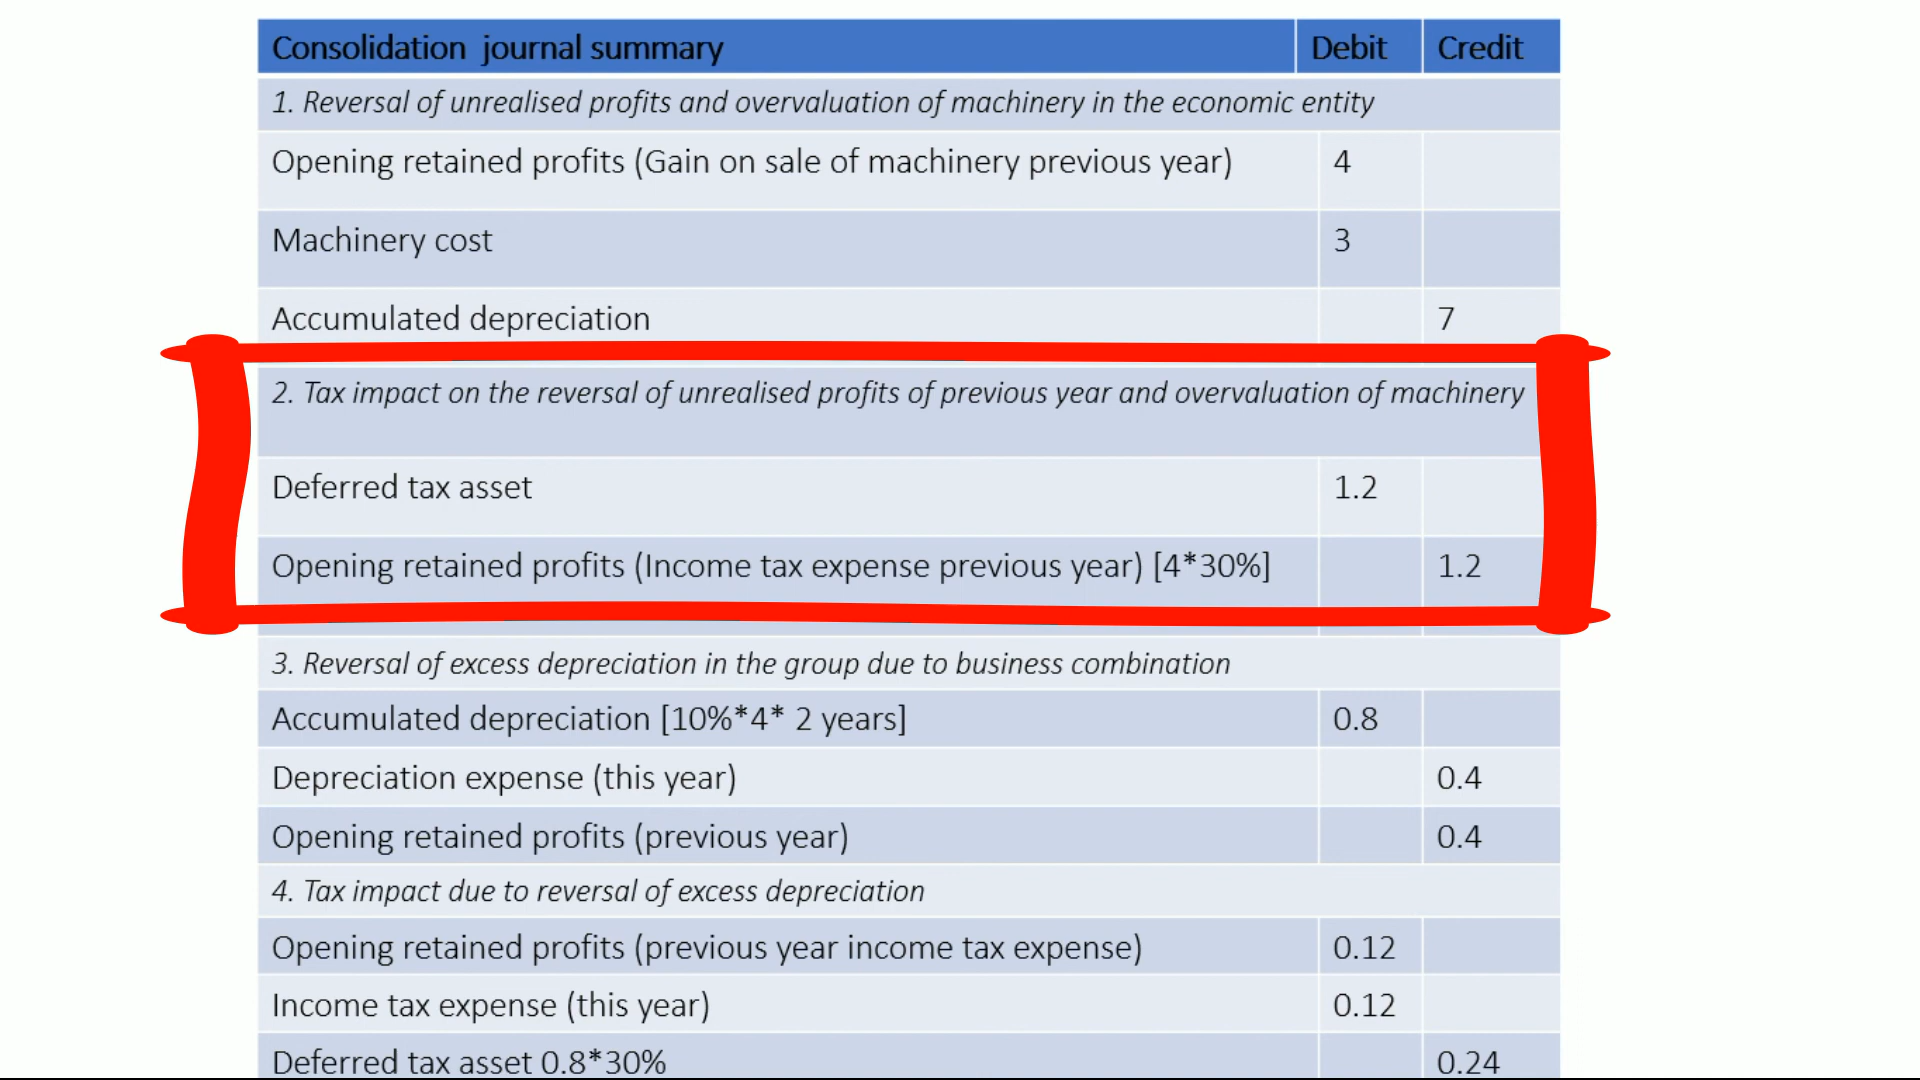 Consolidation journal summary Debit Credit
1. Reversal of unrealised profits and overvaluation of machinery in the economic entity
Opening retained profits (Gain on sale of machinery previous year) 4
Machinery cost 3
Accumulated depreciation 7
2. Tax impact on the reversal of unrealised profits of previous year and overvaluation of machinery
Deferred tax asset 1.2
Opening retained profits (Income tax expense previous year) [4*30%] 1.2
3. Reversal of excess depreciation in the group due to business combination
Accumulated depreciation [10%*4* 2 years] 0.8
Depreciation expense (this year) 0.4
Opening retained profits (previous year) 0.4
4. Tax impact due to reversal of excess depreciation
Opening retained profits (previous year income tax expense) 0.12
Income tax expense (this year) 0.12
Deferred tax asset 0.8*30% 0.24